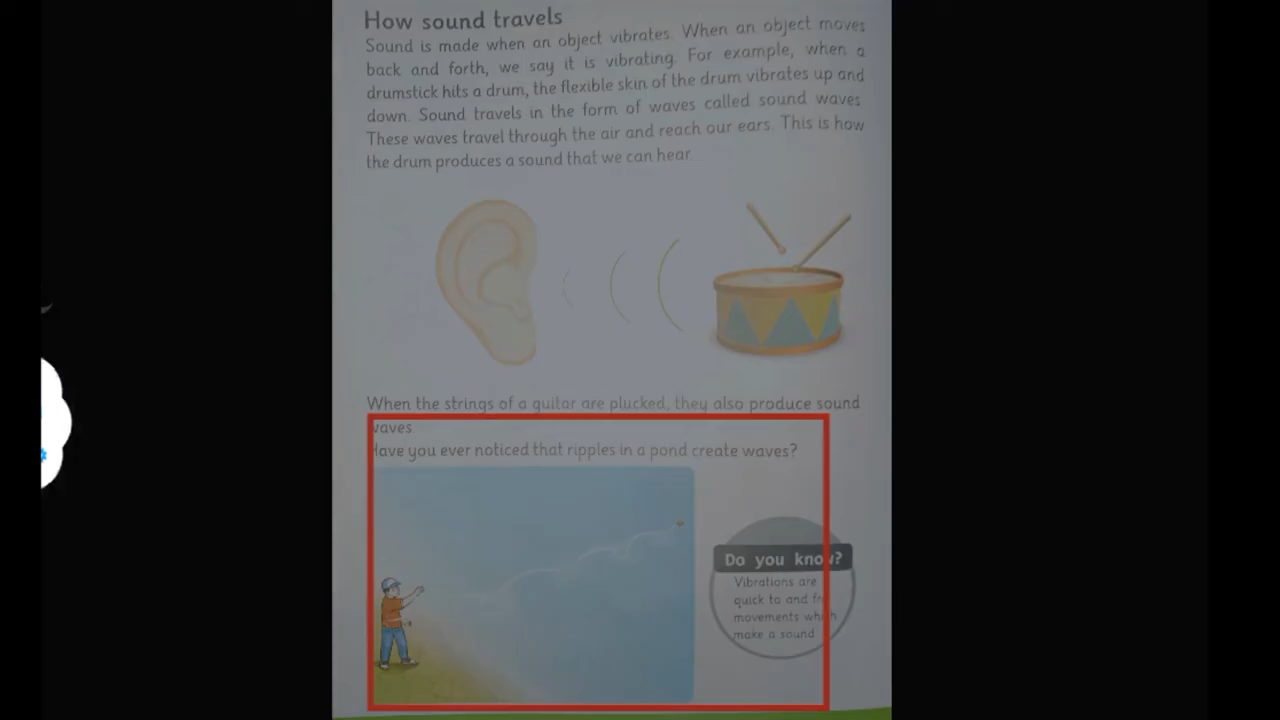 How sound travels
Sound is made when an object vibrates. When an object moves
back and forth, we say it is vibrating. For example, when a
drumstick hits a drum, the flexible skin of the drum vibrates up and
down. Sound travels in the form of waves called sound waves.
These waves travel through the air and reach our ears. This is how
the drum produces a sound that we can hear.
When the strings of a guitar are plucked, they also produce sound
waves
Have you ever noticed that ripples in a pond create waves?
Do you know?
Vibrations are
quick to and fro
movements which
make a sound